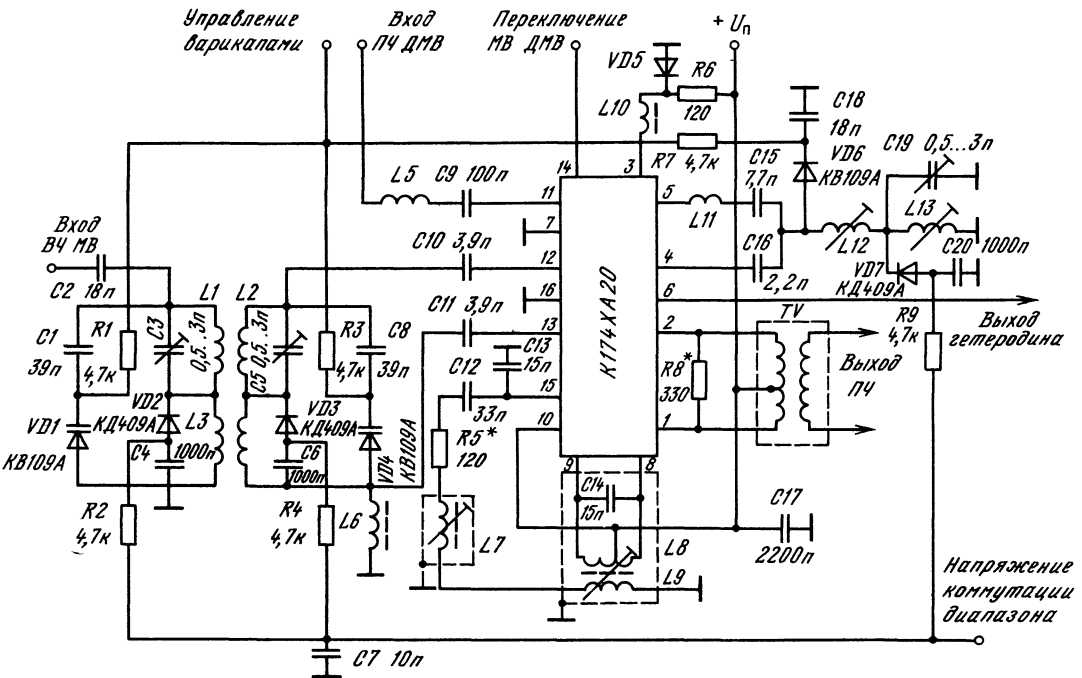 Управление
варикапами
Вход
ПЧ ДМВ
Переключение
МВ ДМВ
+ Uп
VD5
R6
120
L10
C18
18п
R7 4,7к
C15
7,7п
VD6
КВ109А
C19 0,5...3п
14
3
L5
C9 100п
11
5
L11
7
L12
L13
C20 1000п
Вход
ВЧ МВ
C2 18п
C10 3,9п
12
4
C16
2,2п
VD7
КД409А
16
6
Выход
гетеродина
К174ХА20
C1
39п
R1
4,7к
C3
0,5...3п
L1
L2
C5 0,5...3п
R3
4,7к
C8
39п
C11 3,9п
13
2
C13
15п
C12
33п
15
R8*
330
TV
Выход
ПЧ
R9
4,7к
VD1
КВ109А
VD2
КД409А
L3
C4
1000п
VD3
КД409А
C6
1000п
VD4
КВ109А
R5*
120
10
1
9
8
C14
15п
R2
4,7к
R4
4,7к
L6
L7
L8
L9
C17
2200п
Напряжение
коммутации
диапазона
C7 10п